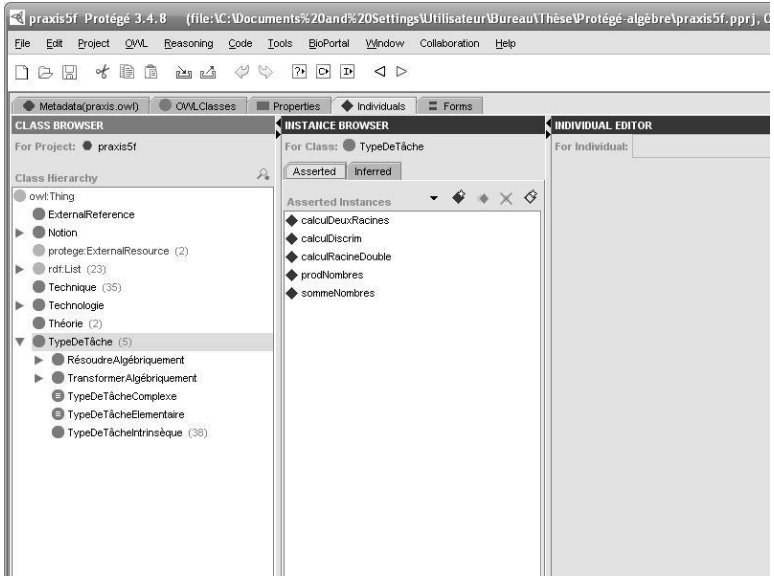 praxis5f Protégé 3.4.8 (file:\C:\Documents%20and%20Settings\Utilisateur\Bureau\Thèse\Protégé-algèbre\praxis5f.pprj, O
File Edit Project OWL Reasoning Code Tools BioPortal Window Collaboration Help
Metadata(praxis.owl) OWLClasses Properties Individuals Forms
CLASS BROWSER
For Project: praxis5f
Class Hierarchy
owl:Thing
ExternalReference
Notion
protege:ExternalResource (2)
rdf:List (23)
Technique (35)
Technologie
Théorie (2)
TypeDeTâche (5)
RésoudreAlgébriquement
TransformerAlgébriquement
TypeDeTâcheComplexe
TypeDeTâcheElementaire
TypeDeTâcheIntrinsèque (38)
INSTANCE BROWSER
For Class: TypeDeTâche
Asserted Inferred
Asserted Instances
calculDeuxRacines
calculDiscrim
calculRacineDouble
prodNombres
sommeNombres
INDIVIDUAL EDITOR
For Individual: